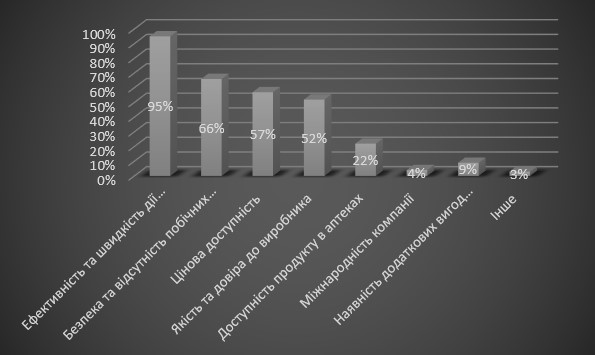 100%
90%
80%
70%
60%
50%
40%
30%
20%
10%
0%
95%
66%
57%
52%
22%
4%
9%
3%
Ефективність та швидкість дії...
Безпека та відсутність побічних...
Цінова доступність
Якість та довіра до виробника
Доступність продукту в аптеках
Міжнародність компанії
Наявність додаткових вигод...
Інше